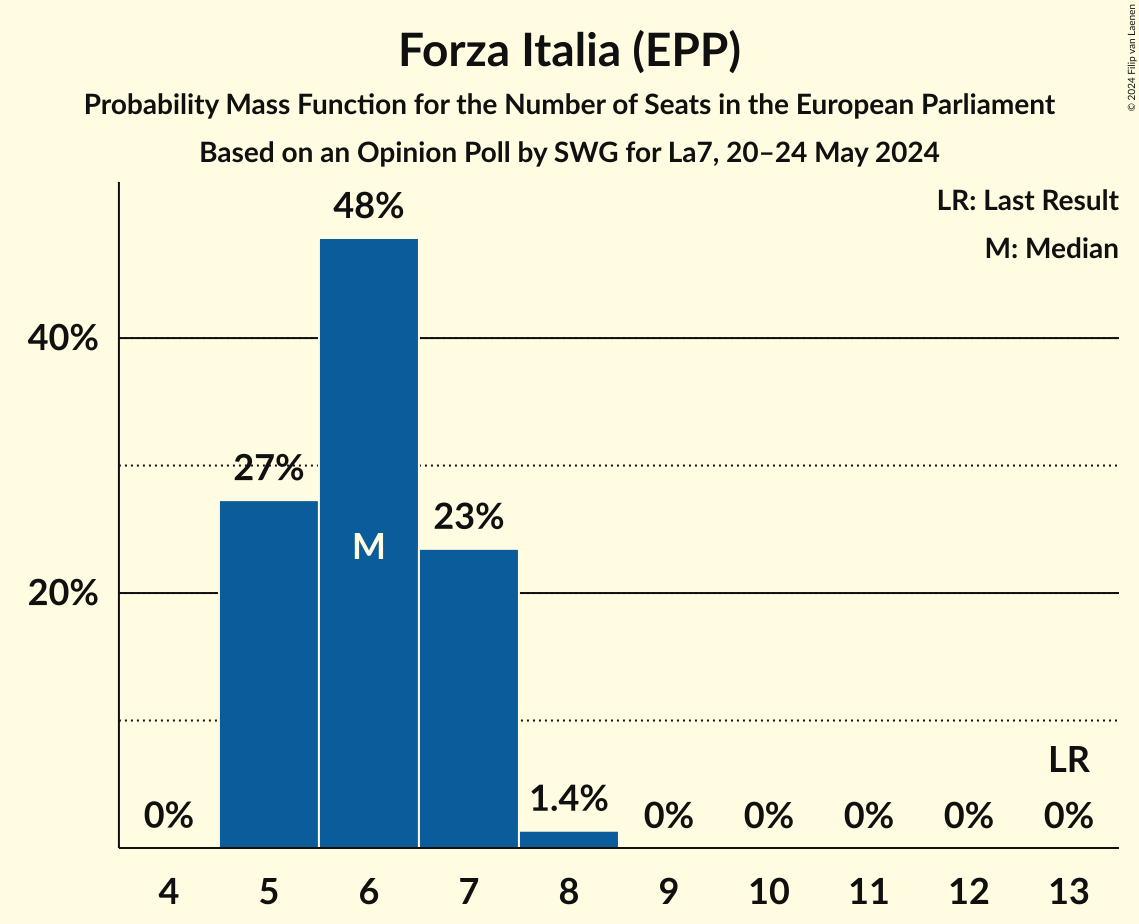 Forza Italia (EPP)
Probability Mass Function for the Number of Seats in the European Parliament
Based on an Opinion Poll by SWG for La7, 20–24 May 2024
© 2024 Filip van Laenen
LR: Last Result
M: Median
48%
40%
27%
23%
M
20%
LR
1.4%
0% 0% 0% 0% 0% 0%
4 5 6 7 8 9 10 11 12 13